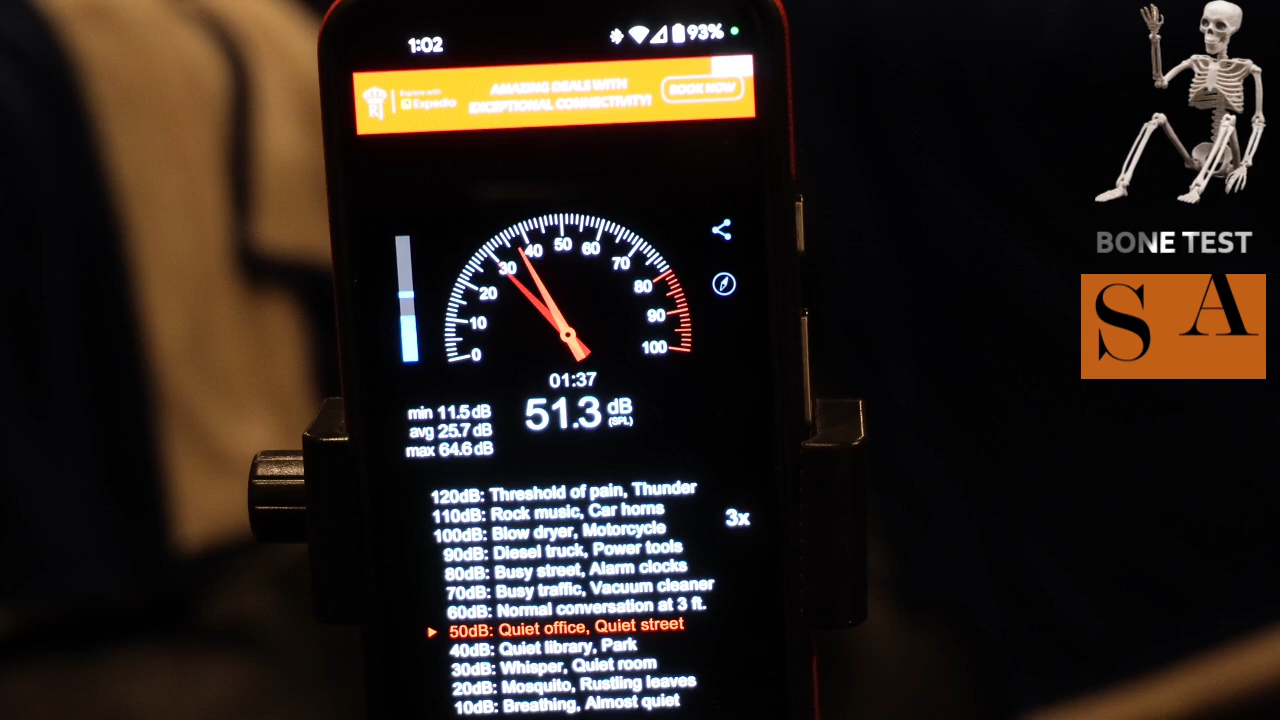 1:02
93%
RJ
Explore with
Expedia
AMAZING DEALS WITH
EXCEPTIONAL CONNECTIVITY!
BOOK NOW
0
10
20
30
40
50
60
70
80
90
100
01:37
min 11.5 dB
avg 25.7 dB
max 64.6 dB
51.3 dB
(SPL)
120dB: Threshold of pain, Thunder
110dB: Rock music, Car horns
100dB: Blow dryer, Motorcycle
90dB: Diesel truck, Power tools
80dB: Busy street, Alarm clocks
70dB: Busy traffic, Vacuum cleaner
60dB: Normal conversation at 3 ft.
50dB: Quiet office, Quiet street
40dB: Quiet library, Park
30dB: Whisper, Quiet room
20dB: Mosquito, Rustling leaves
10dB: Breathing, Almost quiet
3x
BONE TEST
S A